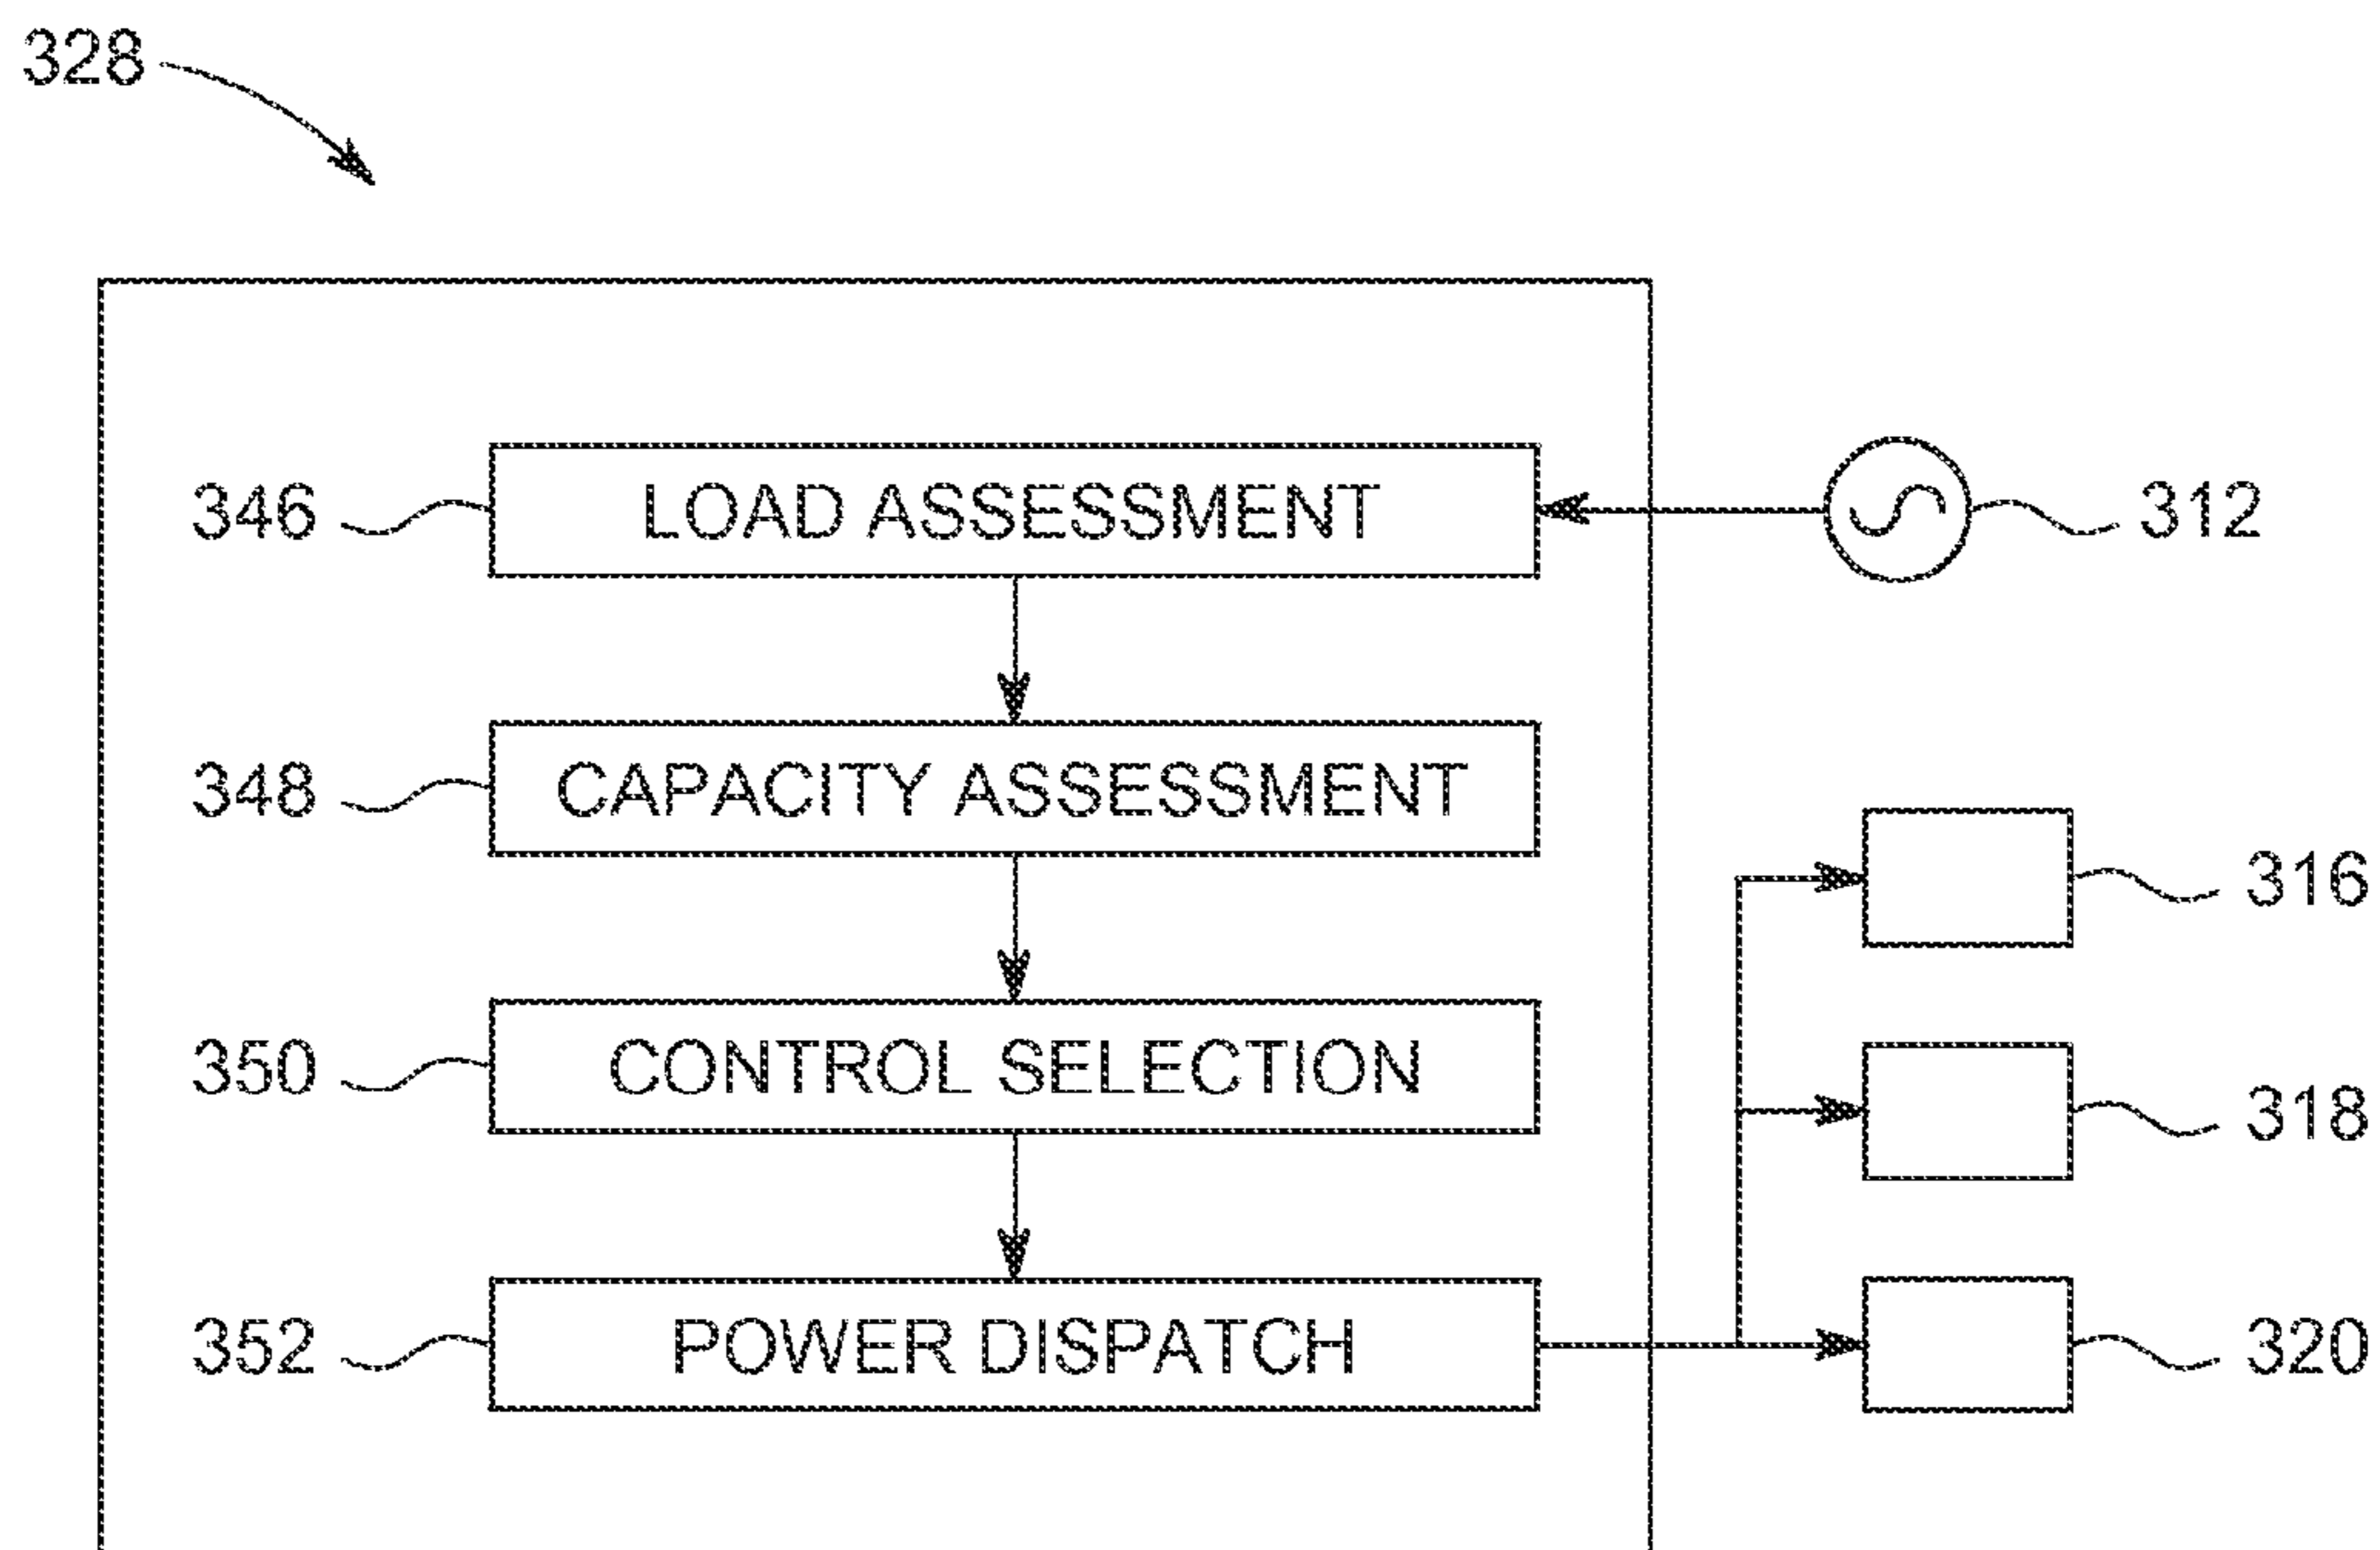 328
346 LOAD ASSESSMENT 312
348 CAPACITY ASSESSMENT
316
350 CONTROL SELECTION
318
352 POWER DISPATCH 320